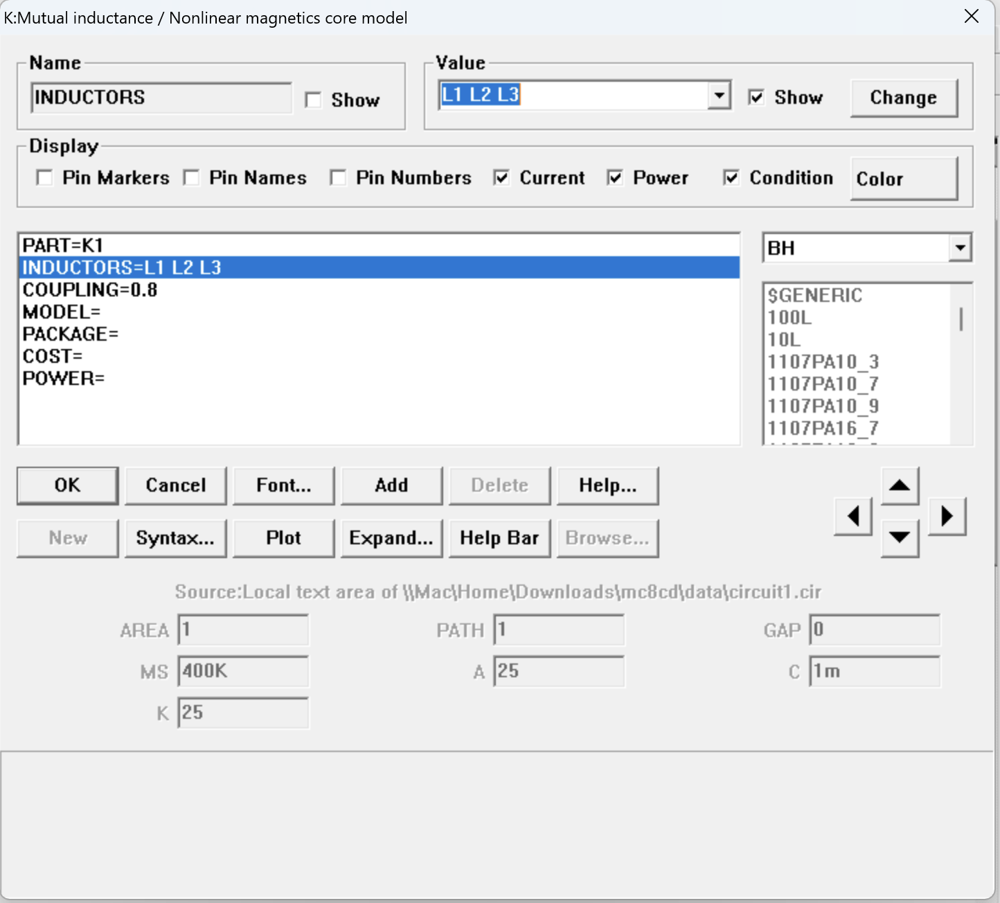 K:Mutual inductance / Nonlinear magnetics core model
Name
INDUCTORS
Show
Value
L1 L2 L3
Show
Change
Display
Pin Markers
Pin Names
Pin Numbers
Current
Power
Condition
Color
PART=K1
INDUCTORS=L1 L2 L3
COUPLING=0.8
MODEL=
PACKAGE=
COST=
POWER=
BH
$GENERIC
100L
10L
1107PA10_3
1107PA10_7
1107PA10_9
1107PA16_7
OK
Cancel
Font...
Add
Delete
Help...
New
Syntax...
Plot
Expand...
Help Bar
Browse...
Source:Local text area of \\Mac\Home\Downloads\mc8cd\data\circuit1.cir
AREA 1
PATH 1
GAP 0
MS 400K
A 25
C 1m
K 25